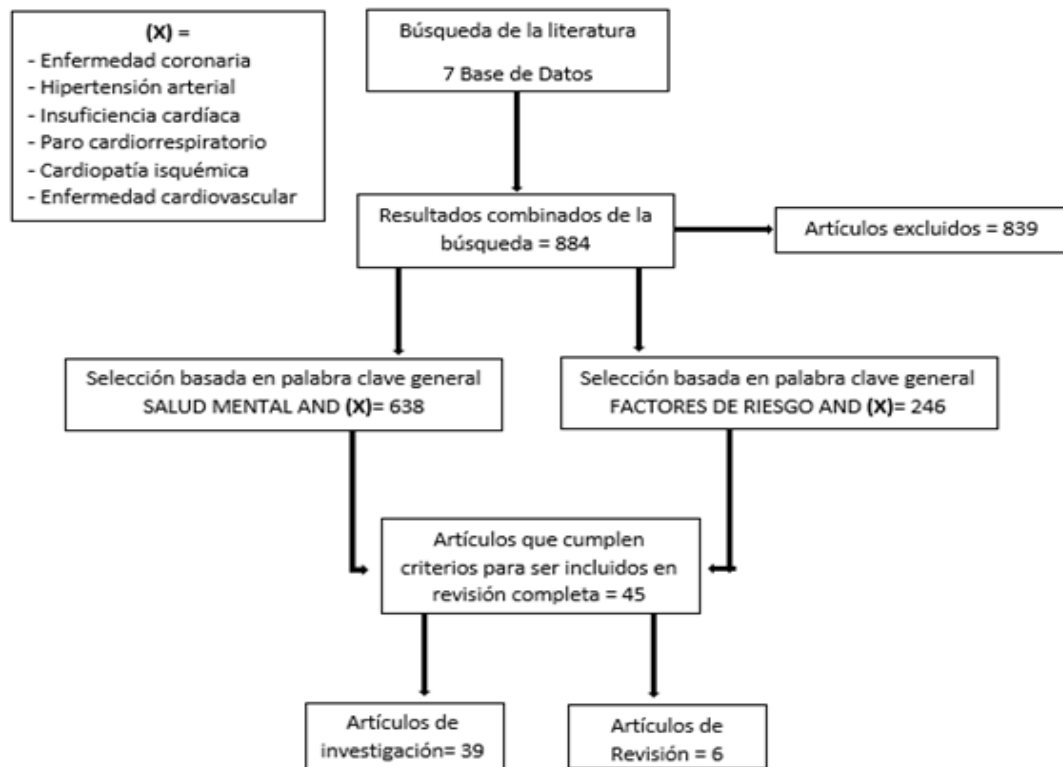 (X) =
- Enfermedad coronaria
- Hipertensión arterial
- Insuficiencia cardíaca
- Paro cardiorrespiratorio
- Cardiopatía isquémica
- Enfermedad cardiovascular
Búsqueda de la literatura
7 Base de Datos
Resultados combinados de la
búsqueda = 884
Artículos excluidos = 839
Selección basada en palabra clave general
SALUD MENTAL AND (X)= 638
Selección basada en palabra clave general
FACTORES DE RIESGO AND (X)= 246
Artículos que cumplen
criterios para ser incluidos en
revisión completa = 45
Artículos de
investigación= 39
Artículos de
Revisión = 6